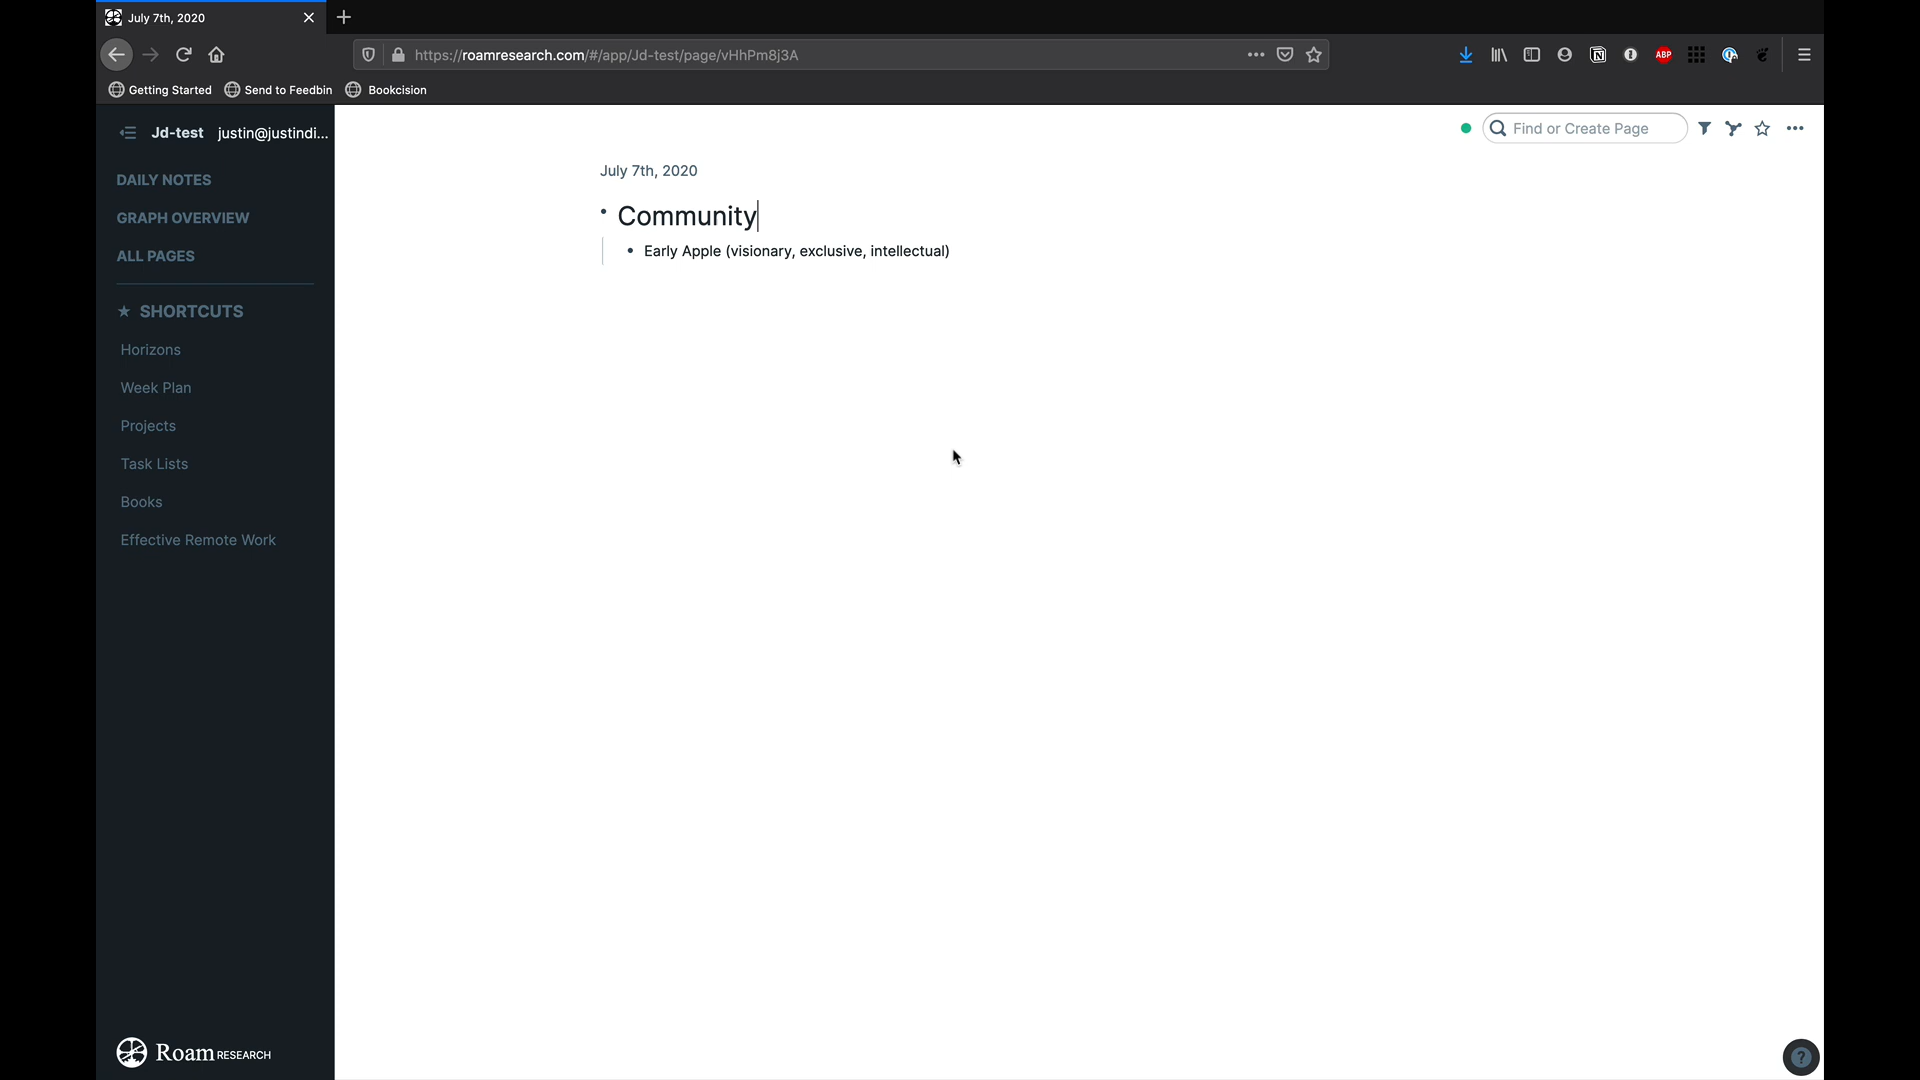 July 7th, 2020
https://roamresearch.com/#/app/Jd-test/page/vHhPm8j3A
ABP
Getting Started
Send to Feedbin
Bookcision
Jd-test
justin@justindi...
Find or Create Page
DAILY NOTES
GRAPH OVERVIEW
ALL PAGES
★ SHORTCUTS
Horizons
Week Plan
Projects
Task Lists
Books
Effective Remote Work
Roam RESEARCH
July 7th, 2020
• Community
• Early Apple (visionary, exclusive, intellectual)
?